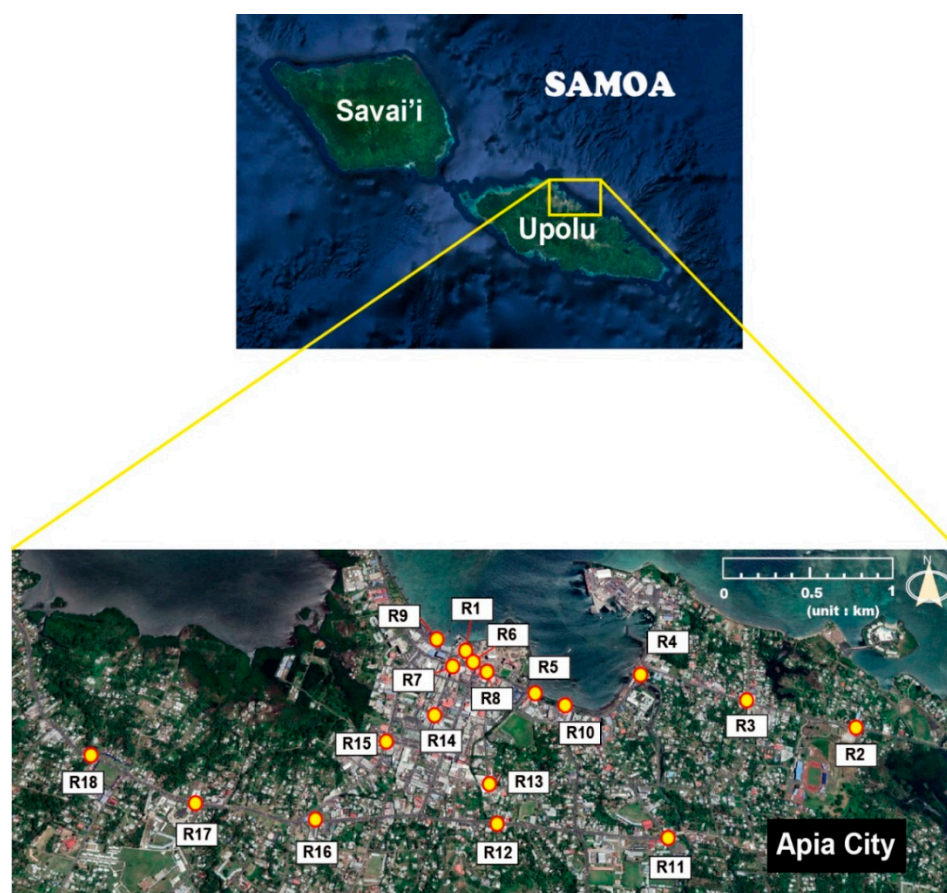 SAMOA
Savai'i
Upolu
N
0 0.5 1
(unit : km)
R9
R1
R6
R4
R5
R7
R8
R3
R10
R14
R2
R15
R18
R13
R17
R16
R12
R11
Apia City